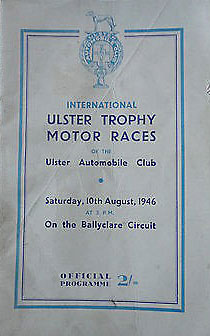 INTERNATIONAL
ULSTER TROPHY
MOTOR RACES
OF THE
Ulster Automobile Club
Saturday, 10th August, 1946
AT 3 P.M.
On the Ballyclare Circuit
OFFICIAL
PROGRAMME 2/-